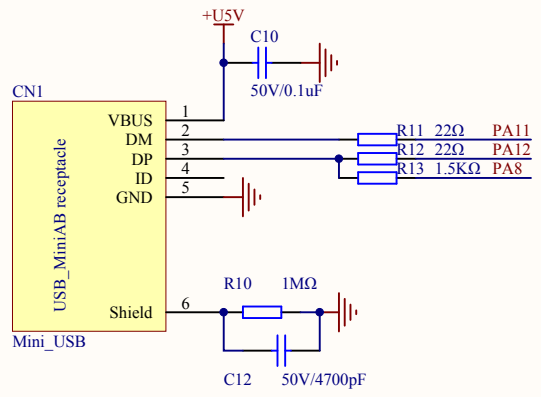 +U5V
C10
50V/0.1uF
CN1
USB_MiniAB receptacle
VBUS 1
DM 2
DP 3
ID 4
GND 5
Shield 6
Mini_USB
R11 22Ω PA11
R12 22Ω PA12
R13 1.5KΩ PA8
R10 1MΩ
C12 50V/4700pF